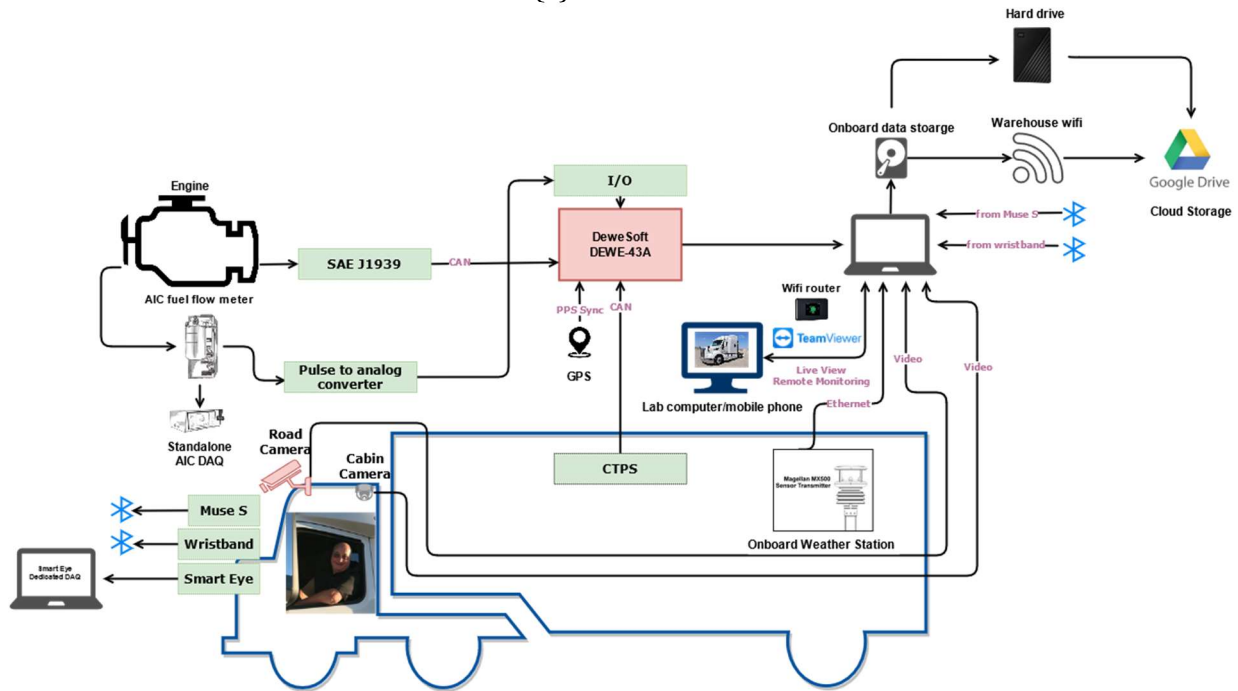 Hard drive
Onboard data stoarge
Warehouse wifi
Google Drive
Cloud Storage
Engine
I/O
DeweSoft
DEWE-43A
SAE J1939
CAN
from Muse S
from wristband
AIC fuel flow meter
PPS Sync
CAN
GPS
Wifi router
TeamViewer
Live View
Remote Monitoring
Lab computer/mobile phone
Video
Video
Ethernet
Pulse to analog
converter
Standalone
AIC DAQ
Road
Camera
Cabin
Camera
CTPS
Magellan MX500
Sensor Transmitter
Onboard Weather Station
Muse S
Wristband
Smart Eye
Smart Eye
Dedicated DAQ